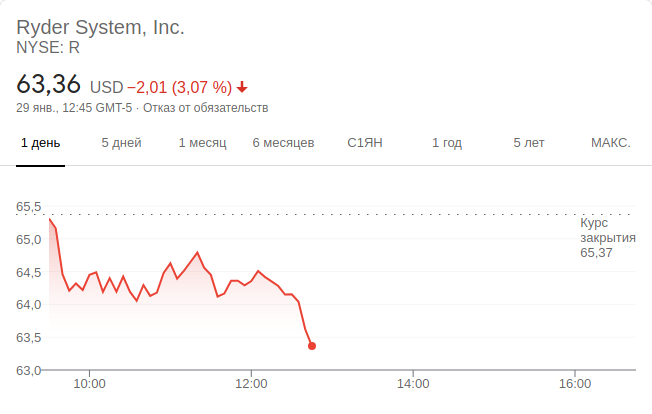 Ryder System, Inc.
NYSE: R
63,36 USD −2,01 (3,07 %)
29 янв., 12:45 GMT-5 · Отказ от обязательств
1 день 5 дней 1 месяц 6 месяцев С1ЯН 1 год 5 лет МАКС.
65,5
Курс
закрытия
65,37
65,0
64,5
64,0
63,5
63,0
10:00 12:00 14:00 16:00